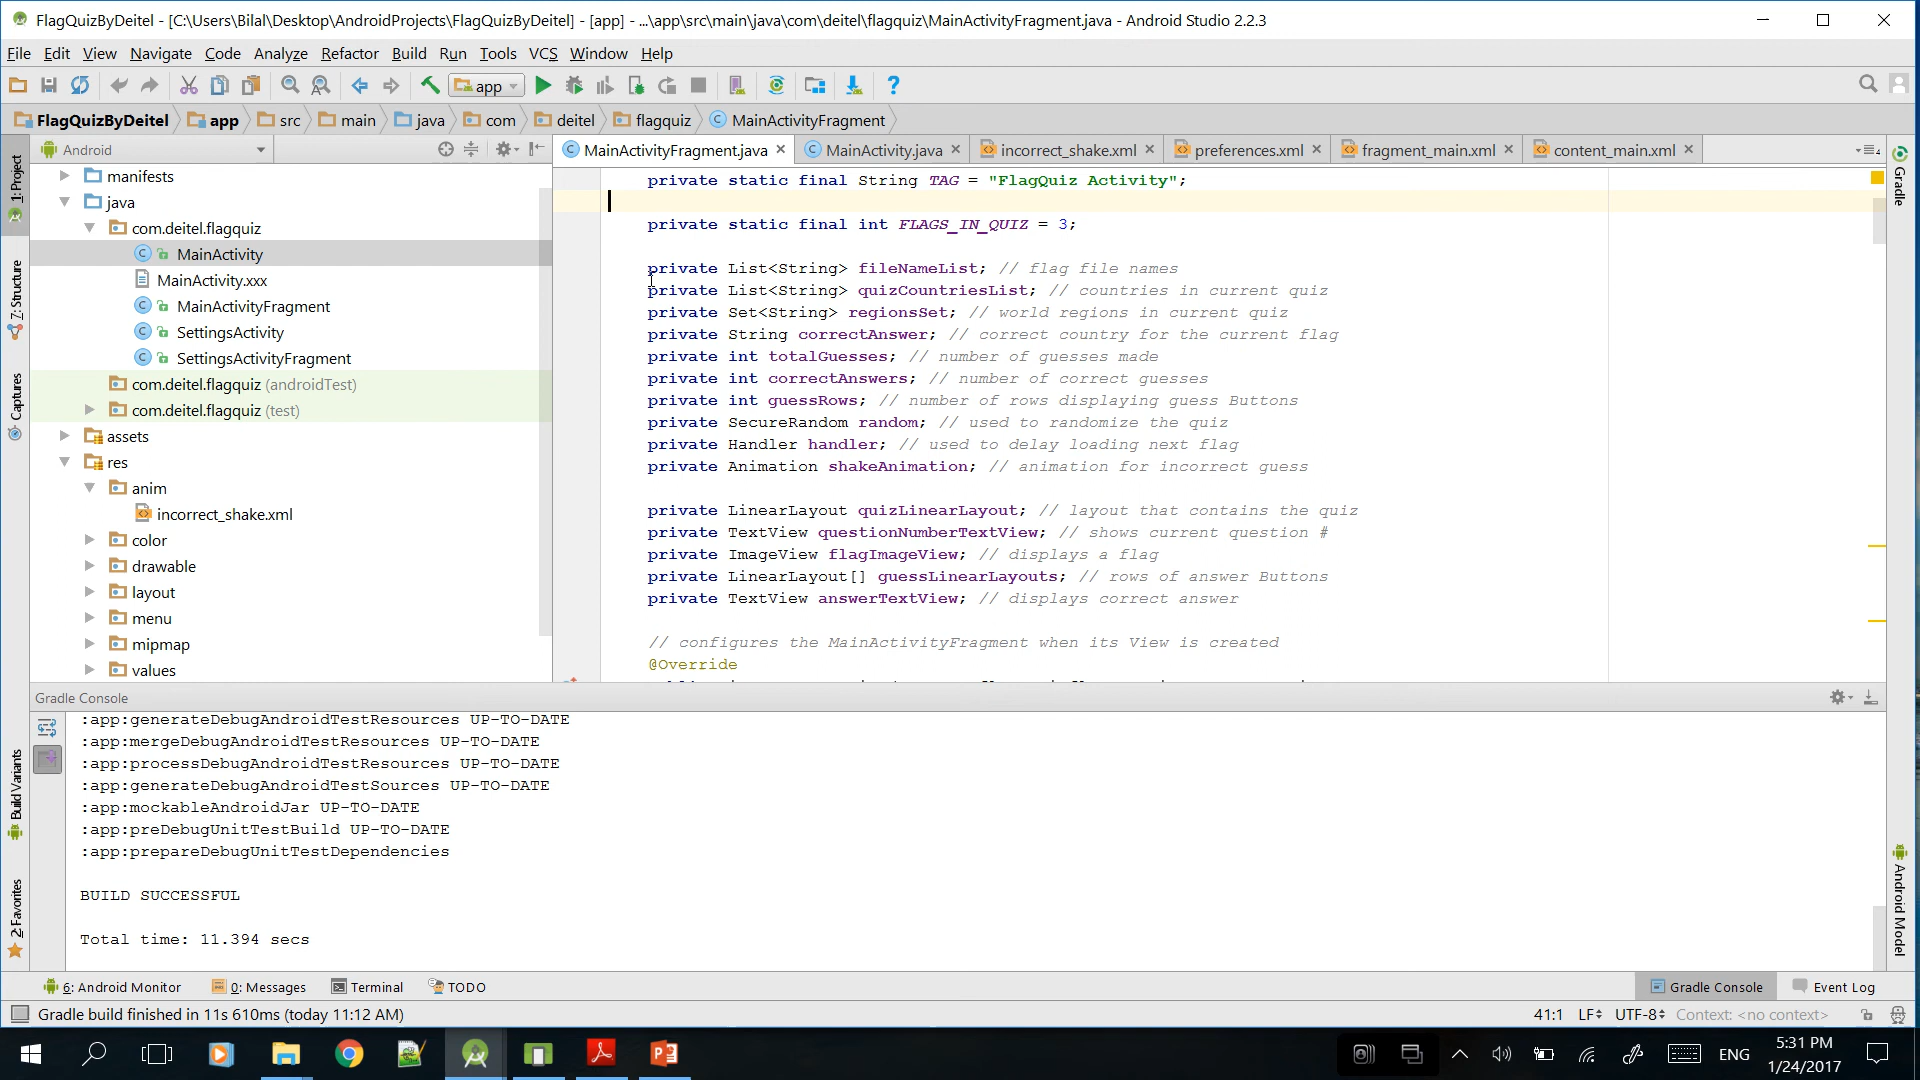 FlagQuizByDeitel - [C:\Users\Bilal\Desktop\AndroidProjects\FlagQuizByDeitel] - [app] - ...\app\src\main\java\com\deitel\flagquiz\MainActivityFragment.java - Android Studio 2.2.3
File Edit View Navigate Code Analyze Refactor Build Run Tools VCS Window Help
app
FlagQuizByDeitel app src main java com deitel flagquiz MainActivityFragment
Android
MainActivityFragment.java MainActivity.java incorrect_shake.xml preferences.xml fragment_main.xml content_main.xml
1: Project
7: Structure
Captures
Build Variants
2: Favorites
manifests
java
com.deitel.flagquiz
MainActivity
MainActivity.xxx
MainActivityFragment
SettingsActivity
SettingsActivityFragment
com.deitel.flagquiz (androidTest)
com.deitel.flagquiz (test)
assets
res
anim
incorrect_shake.xml
color
drawable
layout
menu
mipmap
values
private static final String TAG = "FlagQuiz Activity";
private static final int FLAGS_IN_QUIZ = 3;
private List<String> fileNameList; // flag file names
private List<String> quizCountriesList; // countries in current quiz
private Set<String> regionsSet; // world regions in current quiz
private String correctAnswer; // correct country for the current flag
private int totalGuesses; // number of guesses made
private int correctAnswers; // number of correct guesses
private int guessRows; // number of rows displaying guess Buttons
private SecureRandom random; // used to randomize the quiz
private Handler handler; // used to delay loading next flag
private Animation shakeAnimation; // animation for incorrect guess
private LinearLayout quizLinearLayout; // layout that contains the quiz
private TextView questionNumberTextView; // shows current question #
private ImageView flagImageView; // displays a flag
private LinearLayout[] guessLinearLayouts; // rows of answer Buttons
private TextView answerTextView; // displays correct answer
// configures the MainActivityFragment when its View is created
@Override
Gradle
Android Model
Gradle Console
:app:generateDebugAndroidTestResources UP-TO-DATE
:app:mergeDebugAndroidTestResources UP-TO-DATE
:app:processDebugAndroidTestResources UP-TO-DATE
:app:generateDebugAndroidTestSources UP-TO-DATE
:app:mockableAndroidJar UP-TO-DATE
:app:preDebugUnitTestBuild UP-TO-DATE
:app:prepareDebugUnitTestDependencies
BUILD SUCCESSFUL
Total time: 11.394 secs
6: Android Monitor 0: Messages Terminal TODO Gradle Console Event Log
Gradle build finished in 11s 610ms (today 11:12 AM) 41:1 LF UTF-8 Context: <no context>
ENG
5:31 PM
1/24/2017